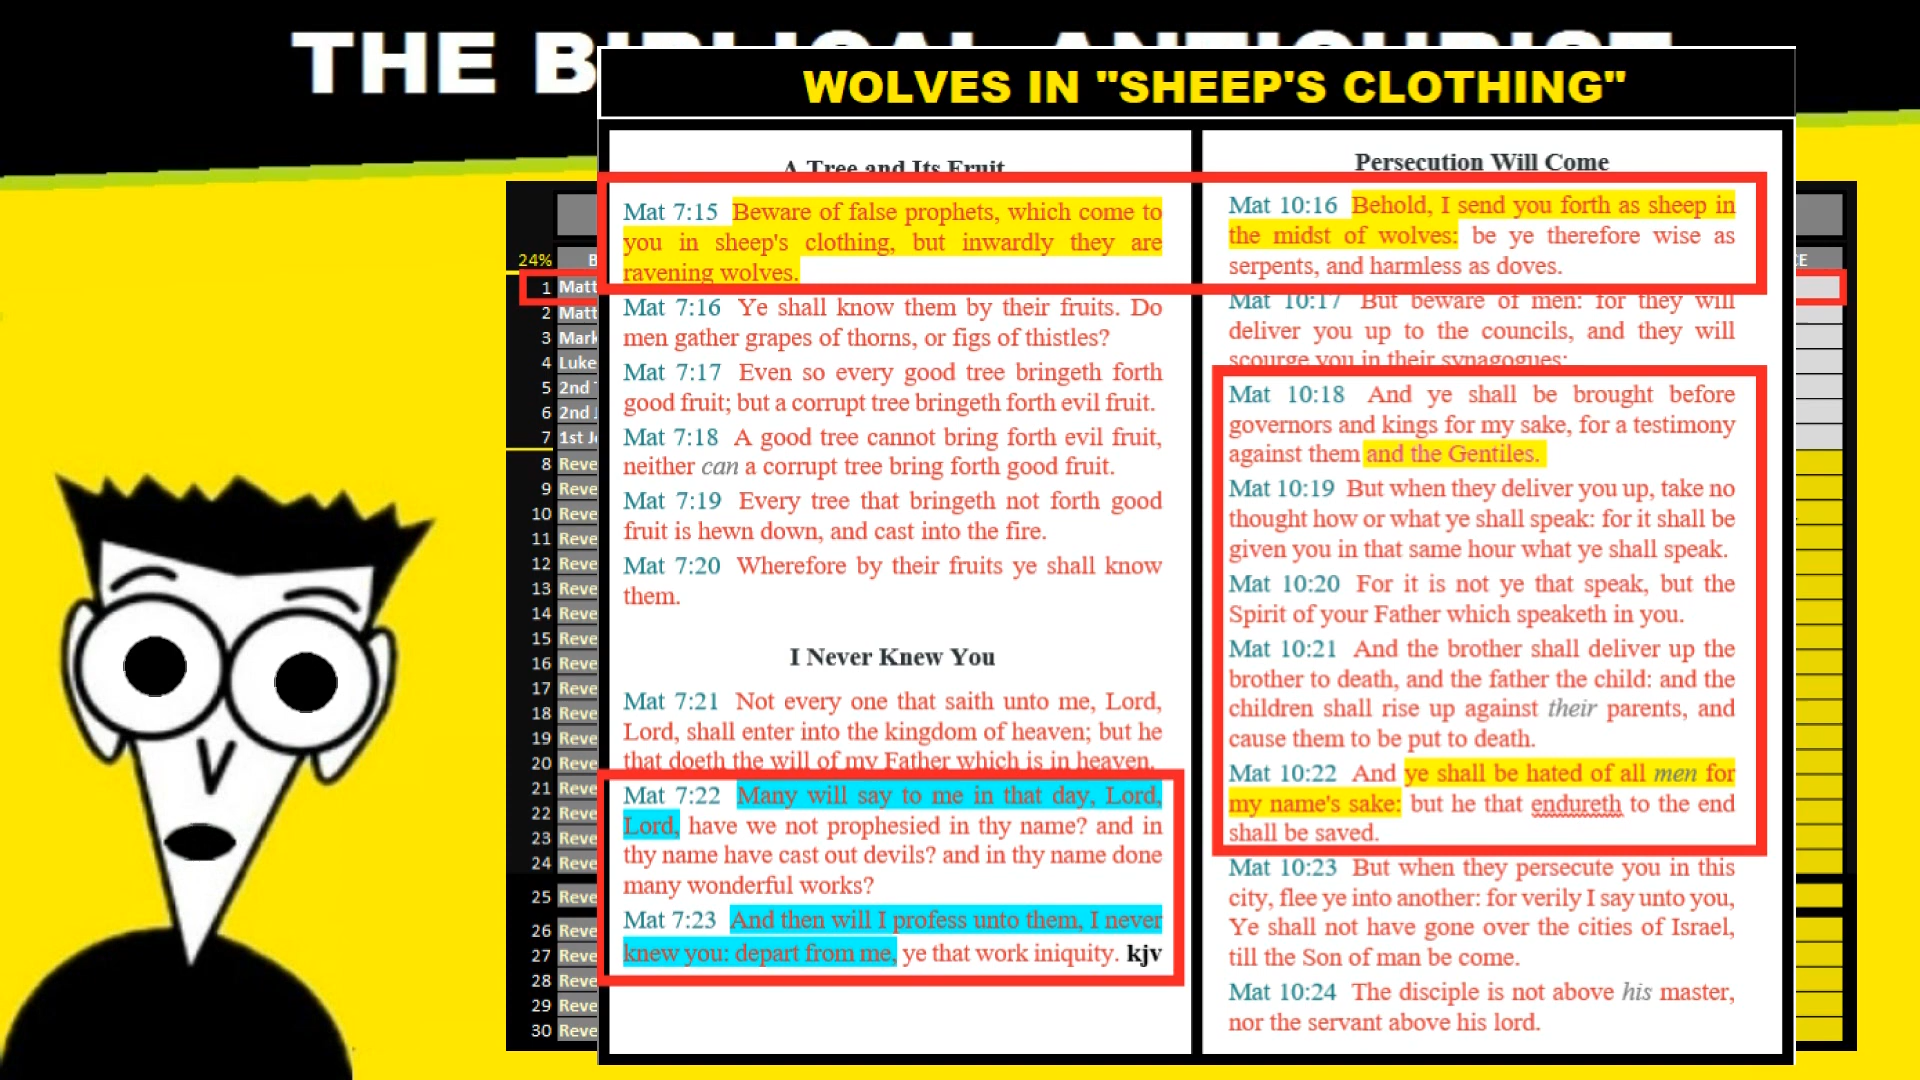 THE BIBLICAL ANTICHRIST
WOLVES IN "SHEEP'S CLOTHING"
A Tree and Its Fruit
Mat 7:15 Beware of false prophets, which come to
you in sheep's clothing, but inwardly they are
ravening wolves.
Mat 7:16 Ye shall know them by their fruits. Do
men gather grapes of thorns, or figs of thistles?
Mat 7:17 Even so every good tree bringeth forth
good fruit; but a corrupt tree bringeth forth evil fruit.
Mat 7:18 A good tree cannot bring forth evil fruit,
neither can a corrupt tree bring forth good fruit.
Mat 7:19 Every tree that bringeth not forth good
fruit is hewn down, and cast into the fire.
Mat 7:20 Wherefore by their fruits ye shall know
them.
I Never Knew You
Mat 7:21 Not every one that saith unto me, Lord,
Lord, shall enter into the kingdom of heaven; but he
that doeth the will of my Father which is in heaven.
Mat 7:22 Many will say to me in that day, Lord,
Lord, have we not prophesied in thy name? and in
thy name have cast out devils? and in thy name done
many wonderful works?
Mat 7:23 And then will I profess unto them, I never
knew you: depart from me, ye that work iniquity. kjv
Persecution Will Come
Mat 10:16 Behold, I send you forth as sheep in
the midst of wolves: be ye therefore wise as
serpents, and harmless as doves.
Mat 10:17 But beware of men: for they will
deliver you up to the councils, and they will
scourge you in their synagogues;
Mat 10:18 And ye shall be brought before
governors and kings for my sake, for a testimony
against them and the Gentiles.
Mat 10:19 But when they deliver you up, take no
thought how or what ye shall speak: for it shall be
given you in that same hour what ye shall speak.
Mat 10:20 For it is not ye that speak, but the
Spirit of your Father which speaketh in you.
Mat 10:21 And the brother shall deliver up the
brother to death, and the father the child: and the
children shall rise up against their parents, and
cause them to be put to death.
Mat 10:22 And ye shall be hated of all men for
my name's sake: but he that endureth to the end
shall be saved.
Mat 10:23 But when they persecute you in this
city, flee ye into another: for verily I say unto you,
Ye shall not have gone over the cities of Israel,
till the Son of man be come.
Mat 10:24 The disciple is not above his master,
nor the servant above his lord.
24% B
1 Matt
2 Matt
3 Mark
4 Luke
5 2nd
6 2nd J
7 1st J
8 Reve
9 Reve
10 Reve
11 Reve
12 Reve
13 Reve
14 Reve
15 Reve
16 Reve
17 Reve
18 Reve
19 Reve
20 Reve
21 Reve
22 Reve
23 Reve
24 Reve
25 Reve
26 Reve
27 Reve
28 Reve
29 Reve
30 Reve
CE